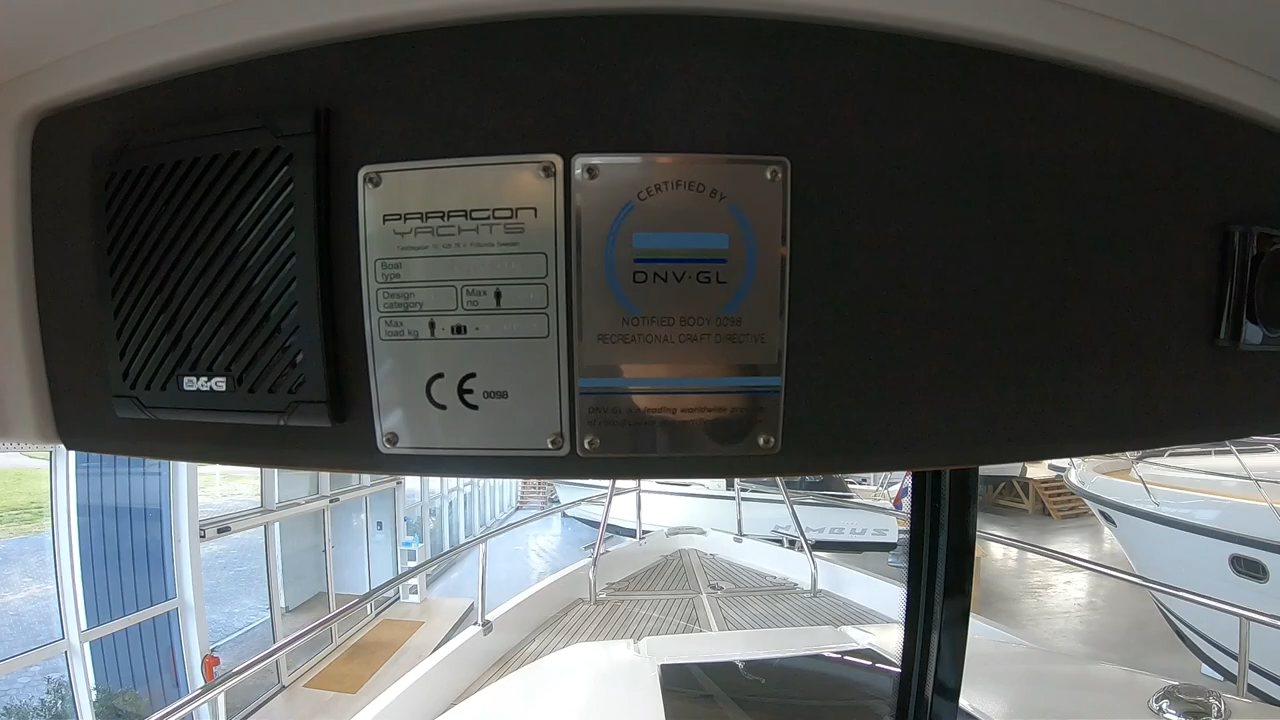 PARAGON
YACHTS
Boat
type
Design
category
Max
no
Max
load kg
CE 0098
B&G
CERTIFIED BY
DNV·GL
NOTIFIED BODY 0098
RECREATIONAL CRAFT DIRECTIVE
DNV GL is a leading worldwide
NIMBUS